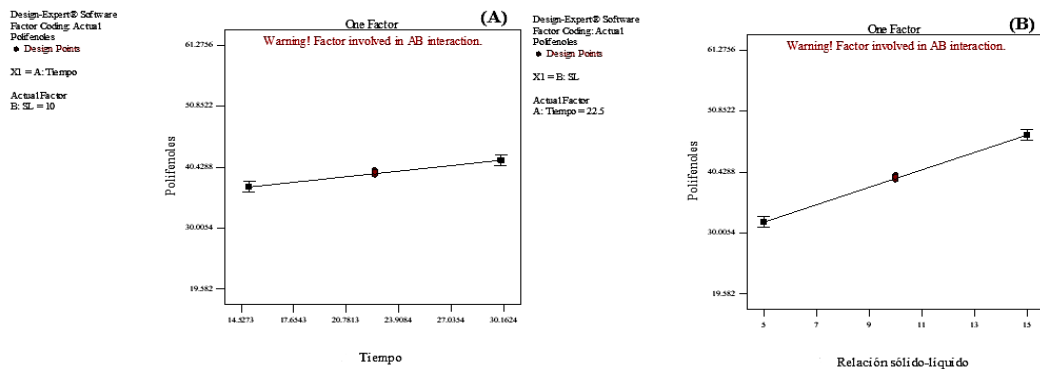 Design-Expert® Software
Factor Coding: Actual
Polifenoles
Design Points
X1 = A: Tiempo
Actual Factor
B: SL = 10
(A)
One Factor
Warning! Factor involved in AB interaction.
61.2756
50.8522
40.4288
30.0054
19.582
Polifenoles
14.5273
17.6543
20.7813
23.9084
27.0354
30.1624
Tiempo
Design-Expert® Software
Factor Coding: Actual
Polifenoles
Design Points
X1 = B: SL
Actual Factor
A: Tiempo = 22.5
(B)
One Factor
Warning! Factor involved in AB interaction.
61.2756
50.8522
40.4288
30.0054
19.582
Polifenoles
5
7
9
11
13
15
Relación sólido-líquido